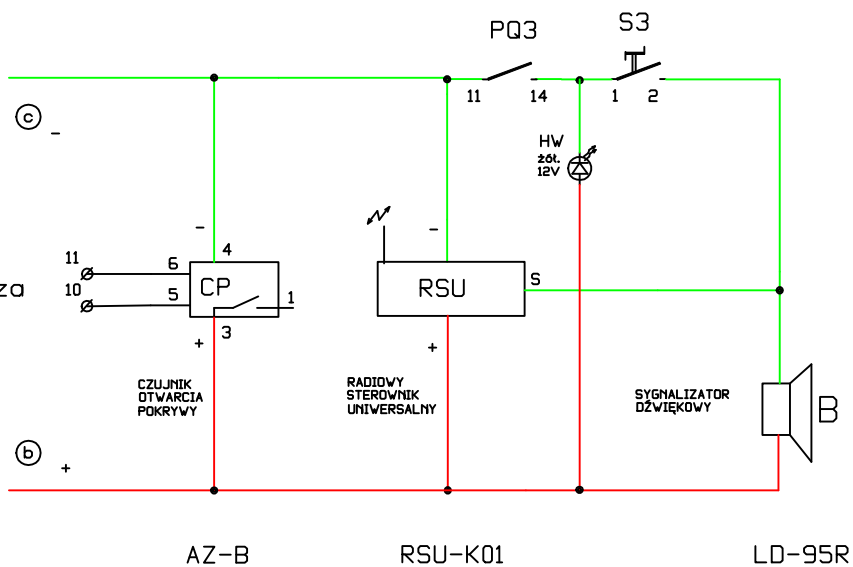 PQ3
S3
11
14
1
2
c
−
HW
żół.
12V
−
4
−
11
6
CP
1
10
5
za
3
+
RSU
S
+
CZUJNIK
OTWARCIA
POKRYWY
RADIOWY
STEROWNIK
UNIWERSALNY
SYGNALIZATOR
DŹWIĘKOWY
B
b
+
AZ-B
RSU-K01
LD-95R